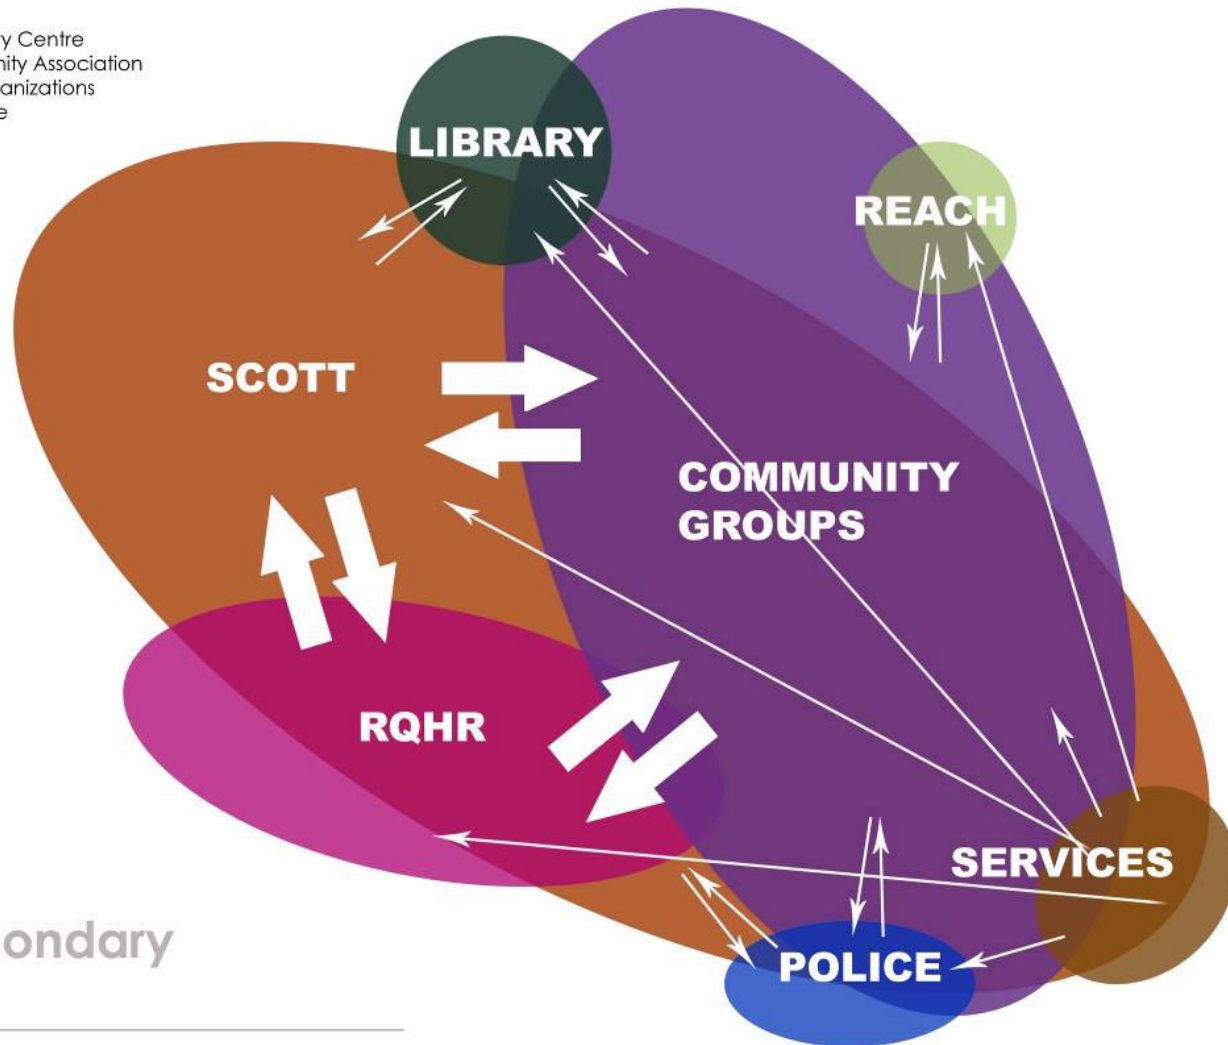 y Centre
nity Association
anizations
e
LIBRARY
REACH
SCOTT
COMMUNITY
GROUPS
RQHR
SERVICES
ondary
POLICE